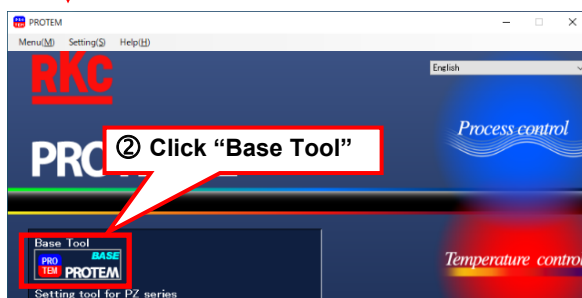 PROTEM
Menu(M) Setting(S) Help(H)
RKC
English
Process control
② Click “Base Tool”
PRO
Base Tool
PRO TEM BASE PROTEM
Temperature control
Setting tool for PZ series